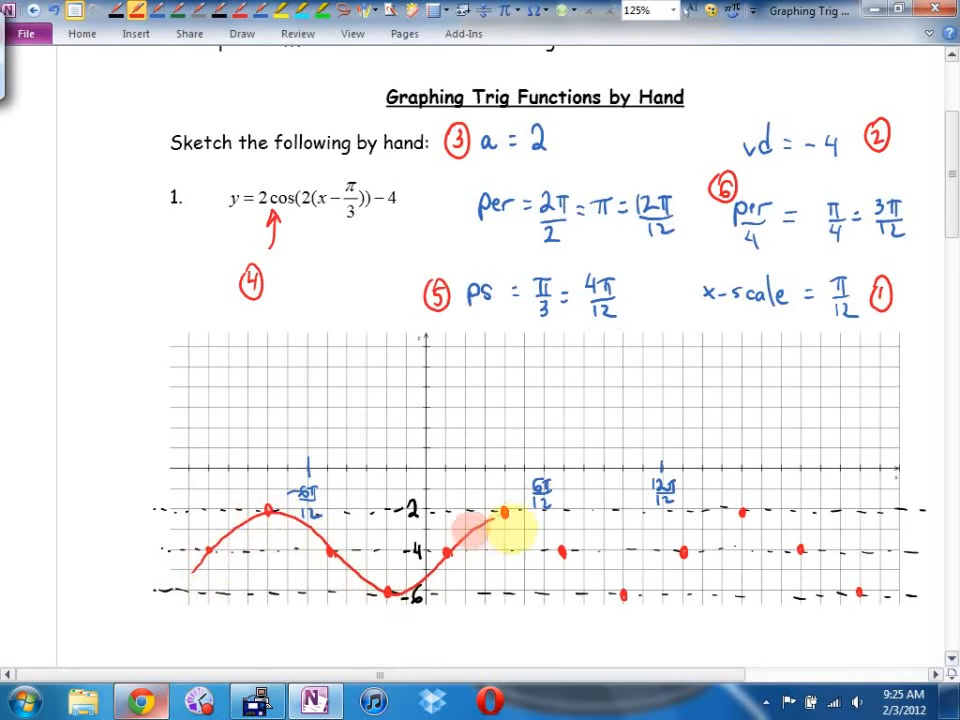 125%
Graphing Trig ...
File Home Insert Share Draw Review View Pages Add-Ins
Graphing Trig Functions by Hand
Sketch the following by hand: ③ a = 2 vd = -4 ②
1. y = 2cos(2(x - π/3)) - 4
④
per = 2π/2 = π = 12π/12 ⑥ per/4 = π/4 = 3π/12
⑤ ps = π/3 = 4π/12 x-scale = π/12 ①
y
-6π/12 6π/12 12π/12
-2
-4
-6
9:25 AM
2/3/2012